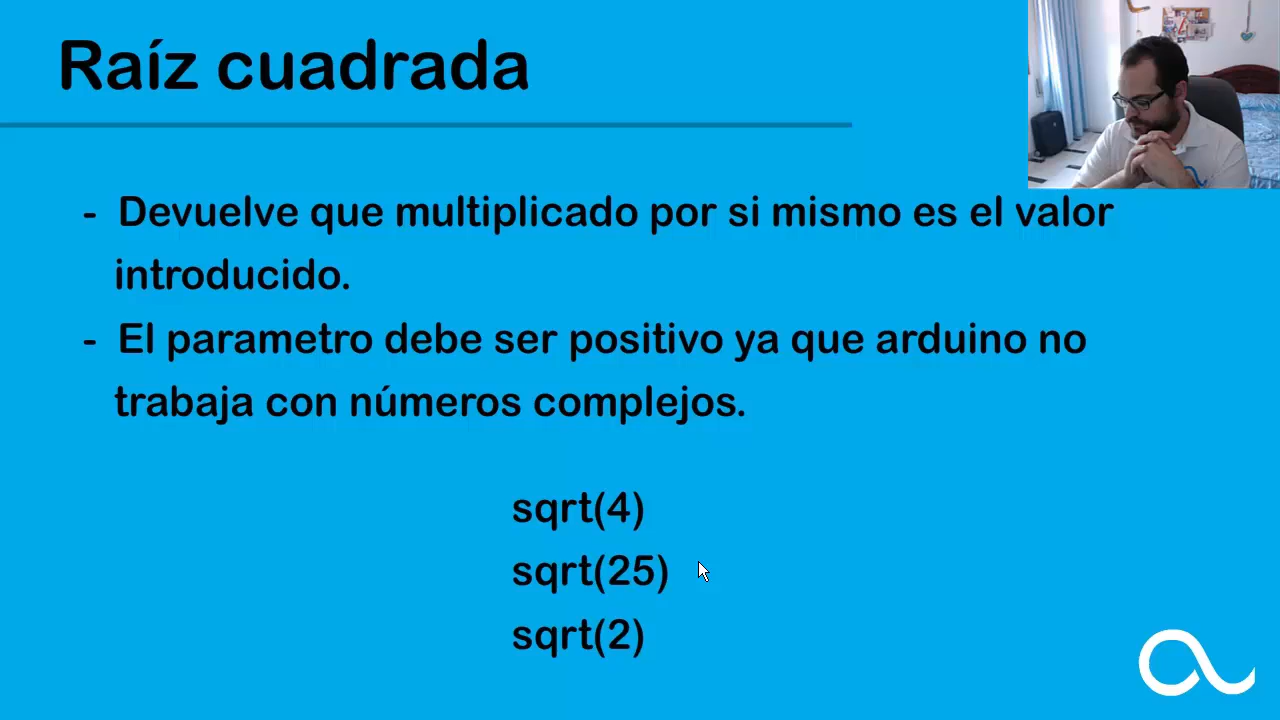 Raíz cuadrada
- Devuelve que multiplicado por si mismo es el valor
introducido.
- El parametro debe ser positivo ya que arduino no
trabaja con números complejos.
sqrt(4)
sqrt(25)
sqrt(2)